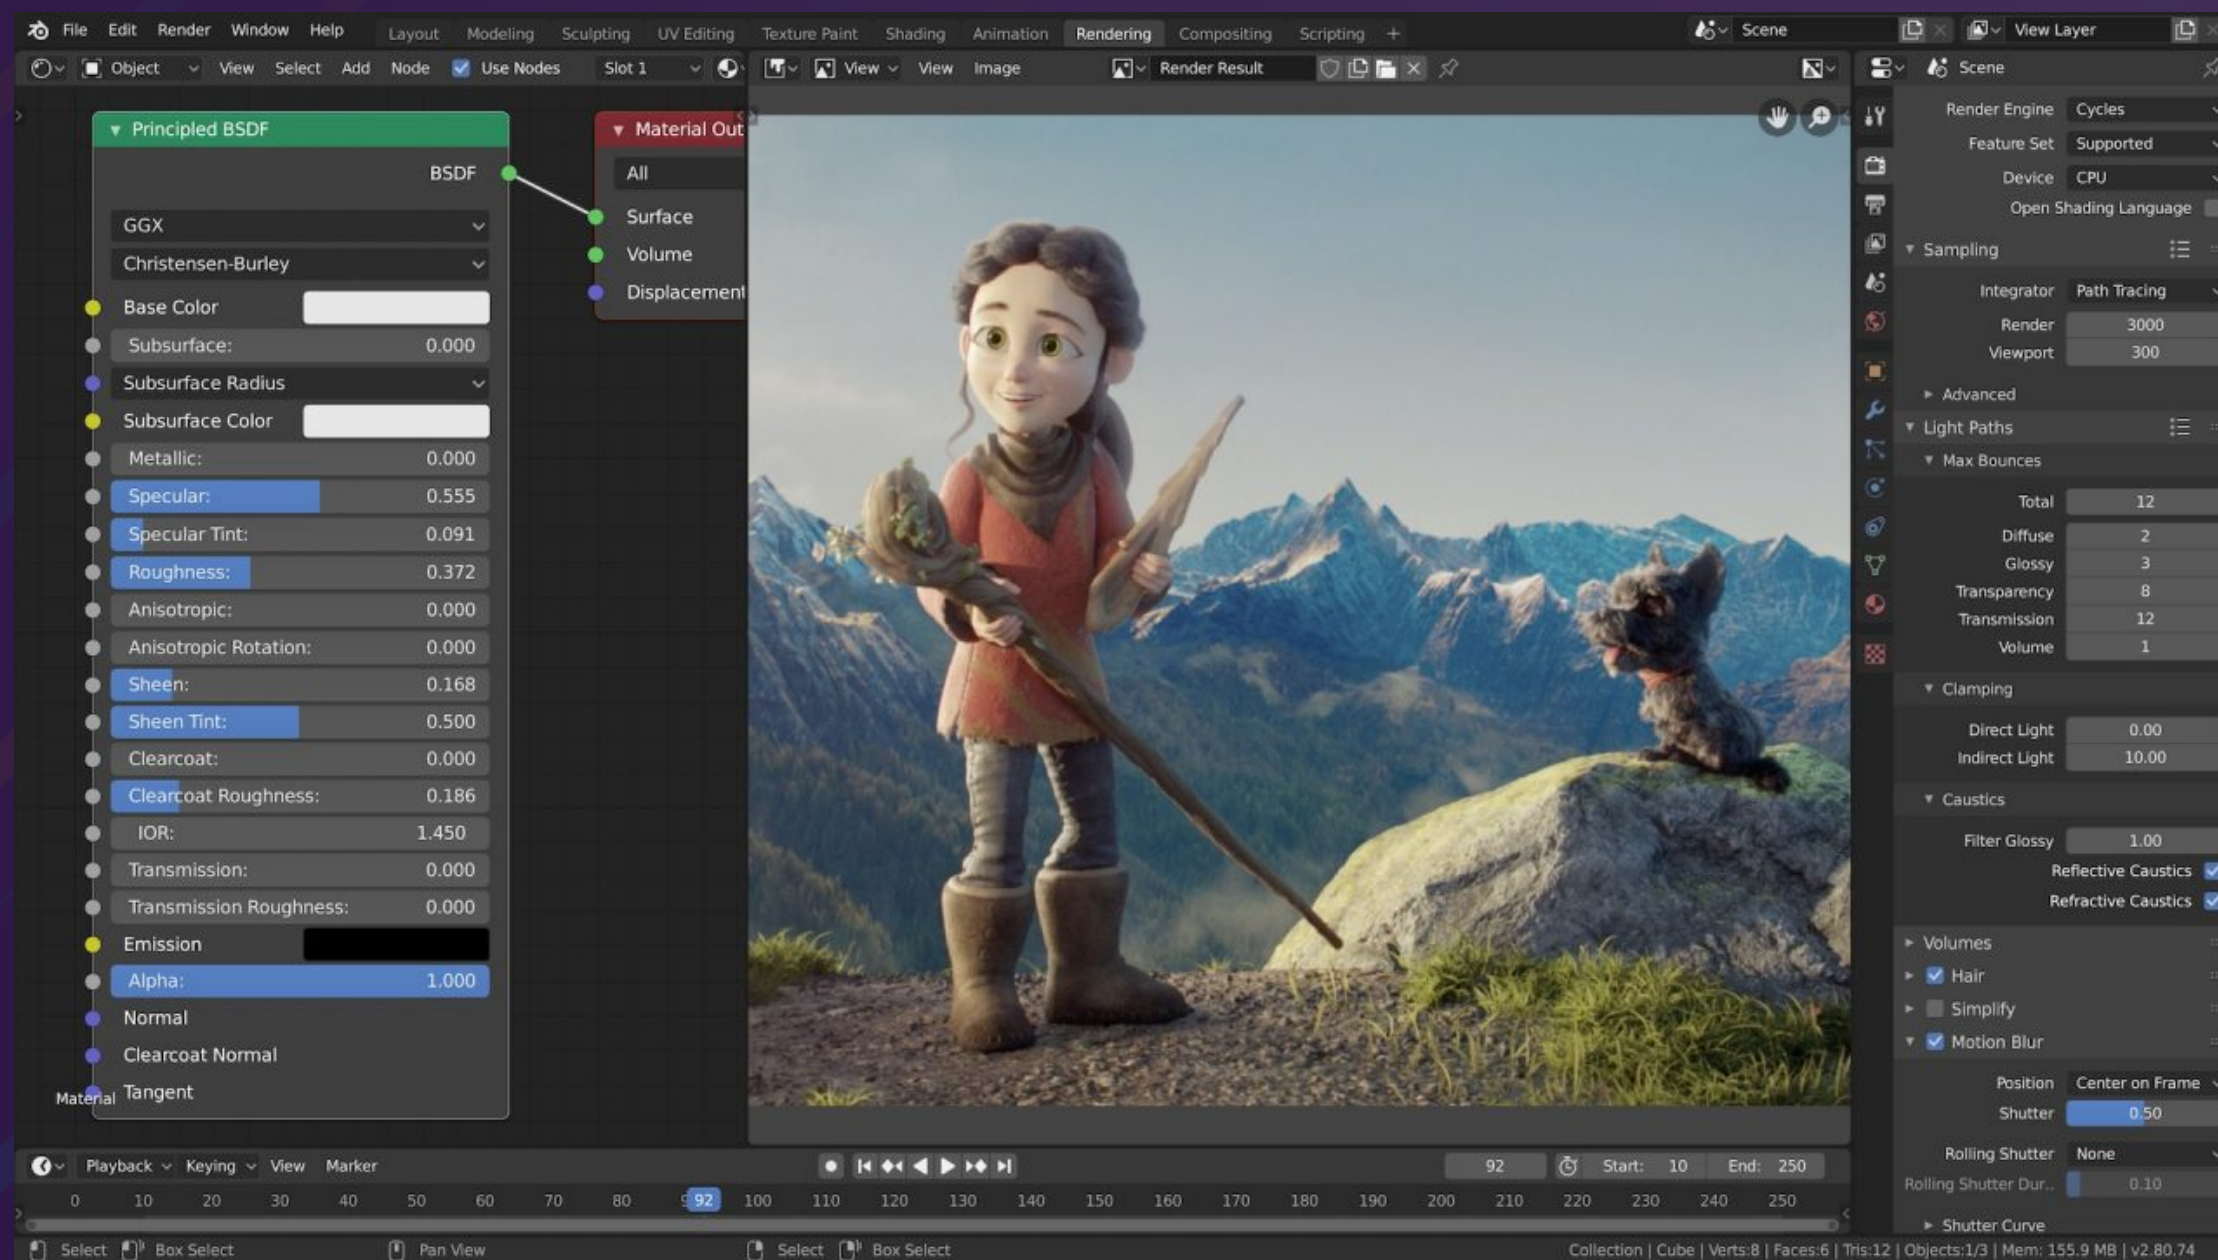 File Edit Render Window Help Layout Modeling Sculpting UV Editing Texture Paint Shading Animation Rendering Compositing Scripting + Scene View Layer
Object View Select Add Node Use Nodes Slot 1 View View Image Render Result Scene
Principled BSDF
BSDF
GGX
Christensen-Burley
Base Color
Subsurface: 0.000
Subsurface Radius
Subsurface Color
Metallic: 0.000
Specular: 0.555
Specular Tint: 0.091
Roughness: 0.372
Anisotropic: 0.000
Anisotropic Rotation: 0.000
Sheen: 0.168
Sheen Tint: 0.500
Clearcoat: 0.000
Clearcoat Roughness: 0.186
IOR: 1.450
Transmission: 0.000
Transmission Roughness: 0.000
Emission
Alpha: 1.000
Normal
Clearcoat Normal
Tangent
Material
Material Out
All
Surface
Volume
Displacement
Render Engine Cycles
Feature Set Supported
Device CPU
Open Shading Language
Sampling
Integrator Path Tracing
Render 3000
Viewport 300
Advanced
Light Paths
Max Bounces
Total 12
Diffuse 2
Glossy 3
Transparency 8
Transmission 12
Volume 1
Clamping
Direct Light 0.00
Indirect Light 10.00
Caustics
Filter Glossy 1.00
Reflective Caustics
Refractive Caustics
Volumes
Hair
Simplify
Motion Blur
Position Center on Frame
Shutter 0.50
Rolling Shutter None
Rolling Shutter Dur.. 0.10
Shutter Curve
Playback Keying View Marker 92 Start: 10 End: 250
0 10 20 30 40 50 60 70 80 92 100 110 120 130 140 150 160 170 180 190 200 210 220 230 240 250
Select Box Select Pan View Select Box Select Collection | Cube | Verts:8 | Faces:6 | Tris:12 | Objects:1/3 | Mem: 155.9 MB | v2.80.74